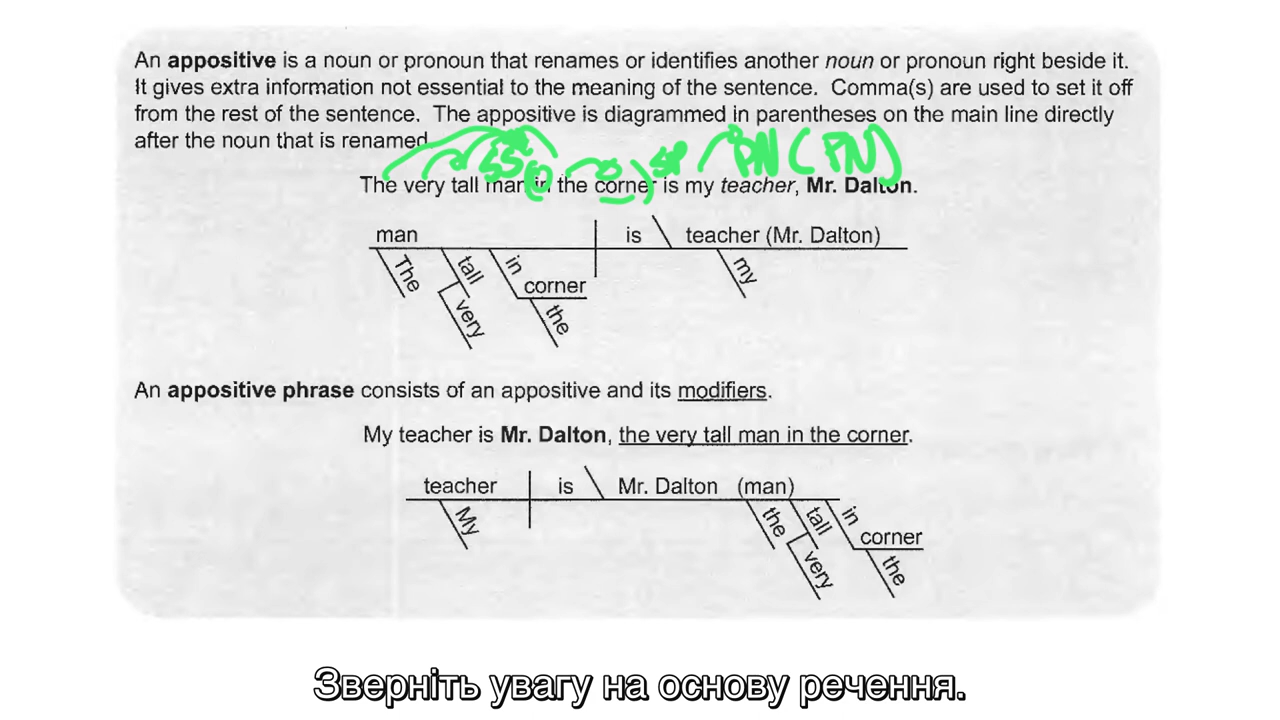 An appositive is a noun or pronoun that renames or identifies another noun or pronoun right beside it.
It gives extra information not essential to the meaning of the sentence. Comma(s) are used to set it off
from the rest of the sentence. The appositive is diagrammed in parentheses on the main line directly
after the noun that is renamed.
SS SP PN (PN)
The very tall man in the corner is my teacher, Mr. Dalton.
man is teacher (Mr. Dalton)
The tall in my
corner
very the
An appositive phrase consists of an appositive and its modifiers.
My teacher is Mr. Dalton, the very tall man in the corner.
teacher is Mr. Dalton (man)
My the tall in
corner
very the
Зверніть увагу на основу речення.